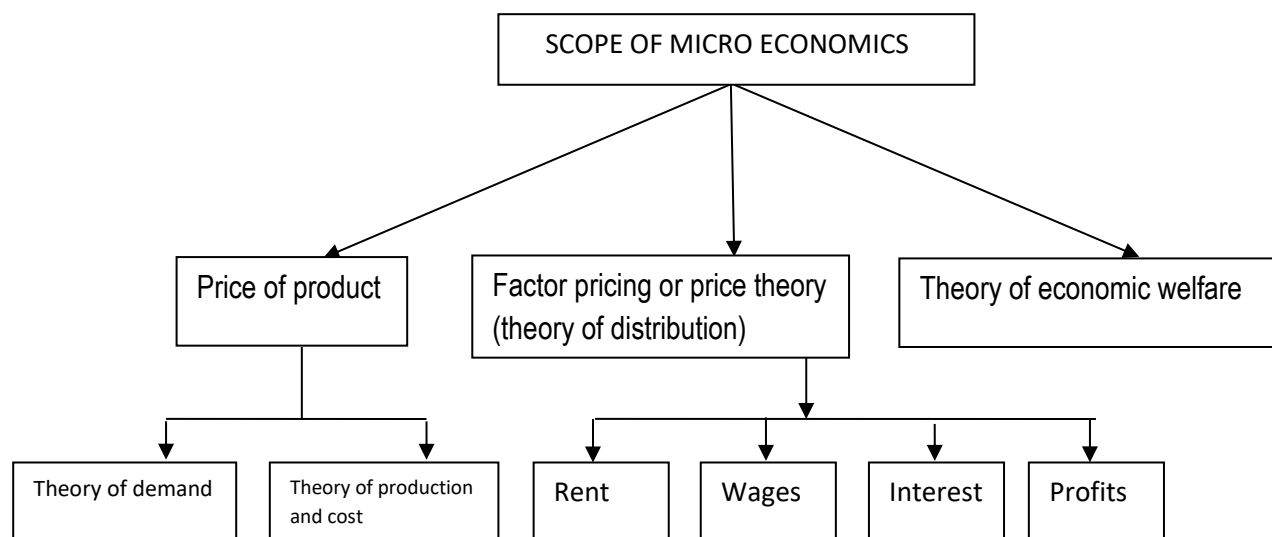 SCOPE OF MICRO ECONOMICS
Price of product
Factor pricing or price theory
(theory of distribution)
Theory of economic welfare
Theory of demand
Theory of production
and cost
Rent
Wages
Interest
Profits